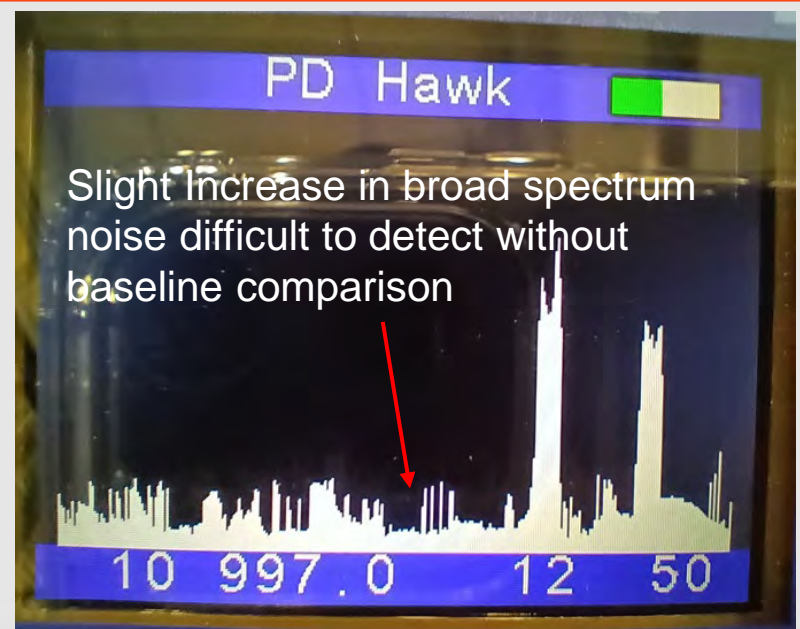 PD Hawk
Slight Increase in broad spectrum
noise difficult to detect without
baseline comparison
10 997.0 12 50